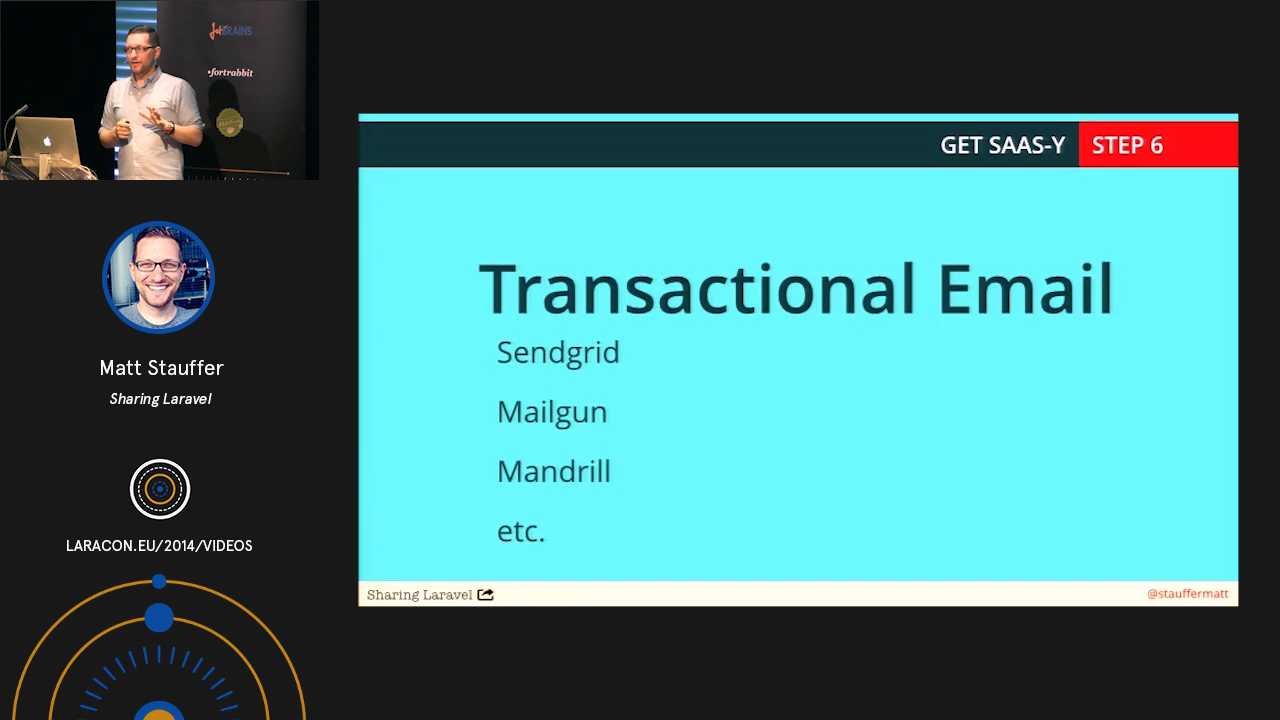 JetBRAINS
fortrabbit
Matt Stauffer
Sharing Laravel
LARACON.EU/2014/VIDEOS
GET SAAS-Y STEP 6
Transactional Email
Sendgrid
Mailgun
Mandrill
etc.
Sharing Laravel
@stauffermatt